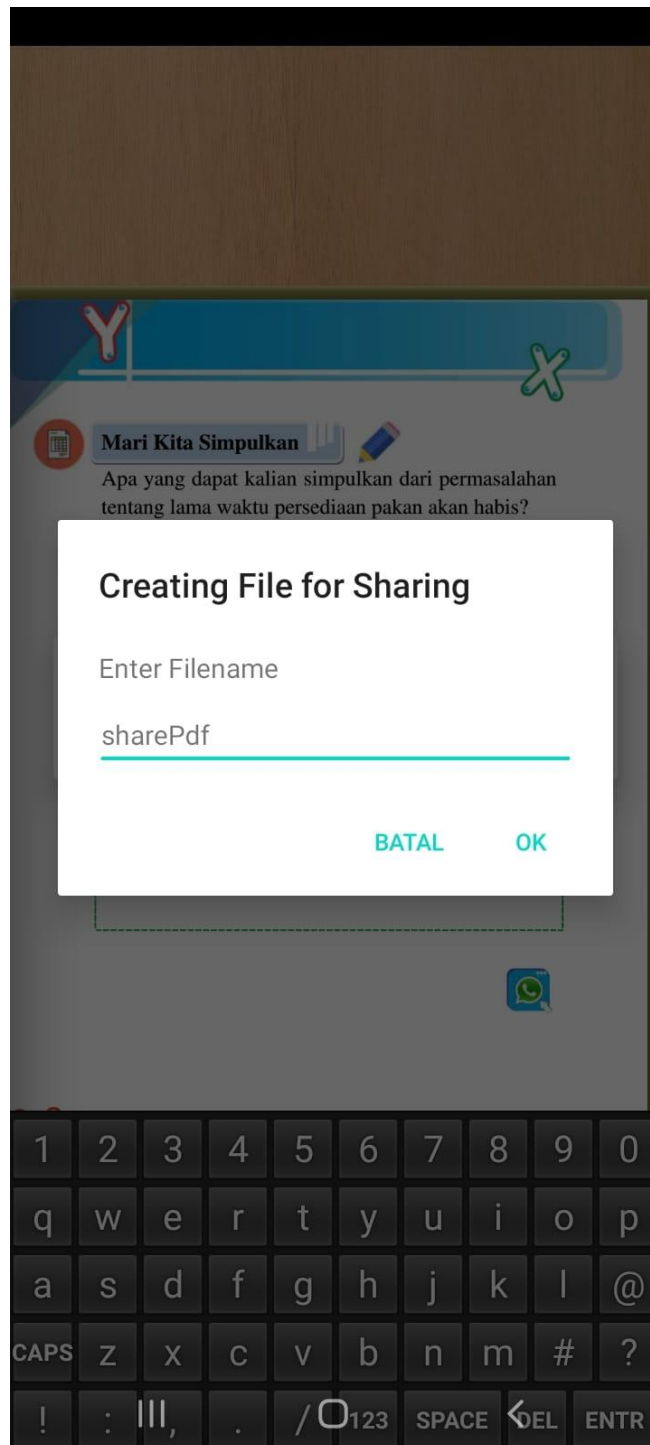 Y
X
Mari Kita Simpulkan
Apa yang dapat kalian simpulkan dari permasalahan
tentang lama waktu persediaan pakan akan habis?
Creating File for Sharing
Enter Filename
sharePdf
BATAL OK
1 2 3 4 5 6 7 8 9 0
q w e r t y u i o p
a s d f g h j k l @
CAPS z x c v b n m # ?
! : , . / 123 SPACE DEL ENTR